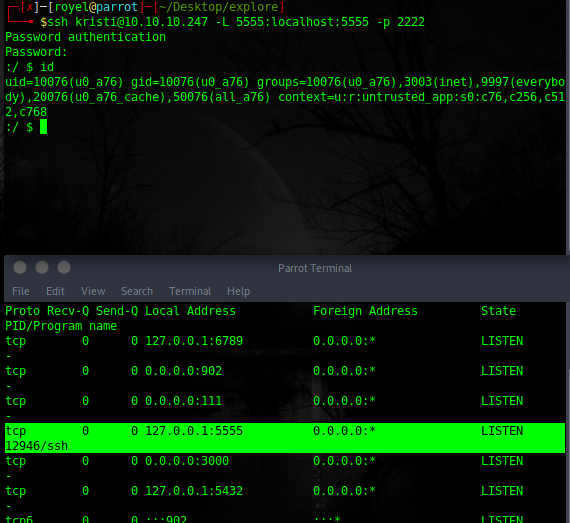 ┌─[✗]─[royel@parrot]─[~/Desktop/explore]
└──╼ $ssh kristi@10.10.10.247 -L 5555:localhost:5555 -p 2222
Password authentication
Password:
:/ $ id
uid=10076(u0_a76) gid=10076(u0_a76) groups=10076(u0_a76),3003(inet),9997(everybo
dy),20076(u0_a76_cache),50076(all_a76) context=u:r:untrusted_app:s0:c76,c256,c51
2,c768
:/ $
Parrot Terminal
File Edit View Search Terminal Help
Proto Recv-Q Send-Q Local Address Foreign Address State
PID/Program name
tcp 0 0 127.0.0.1:6789 0.0.0.0:* LISTEN
-
tcp 0 0 0.0.0.0:902 0.0.0.0:* LISTEN
-
tcp 0 0 0.0.0.0:111 0.0.0.0:* LISTEN
-
tcp 0 0 127.0.0.1:5555 0.0.0.0:* LISTEN
12946/ssh
tcp 0 0 0.0.0.0:3000 0.0.0.0:* LISTEN
-
tcp 0 0 127.0.0.1:5432 0.0.0.0:* LISTEN
-
tcp6 0 0 :::902 :::* LISTEN